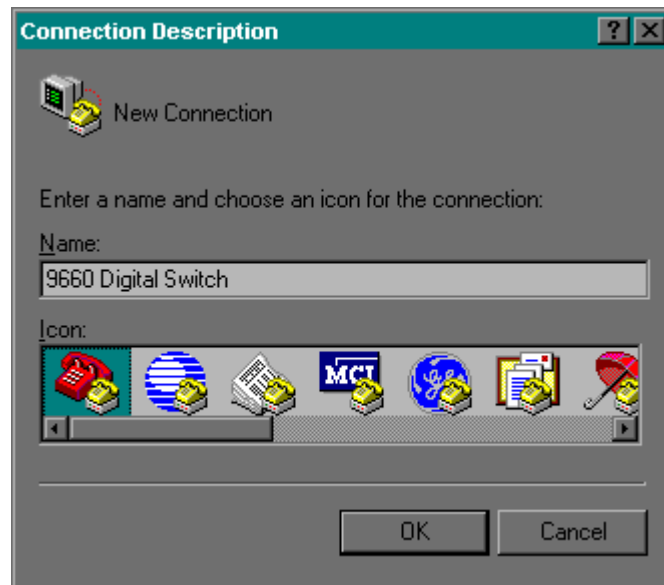 Connection Description
New Connection
Enter a name and choose an icon for the connection:
Name:
9660 Digital Switch
Icon:
MCI
OK
Cancel